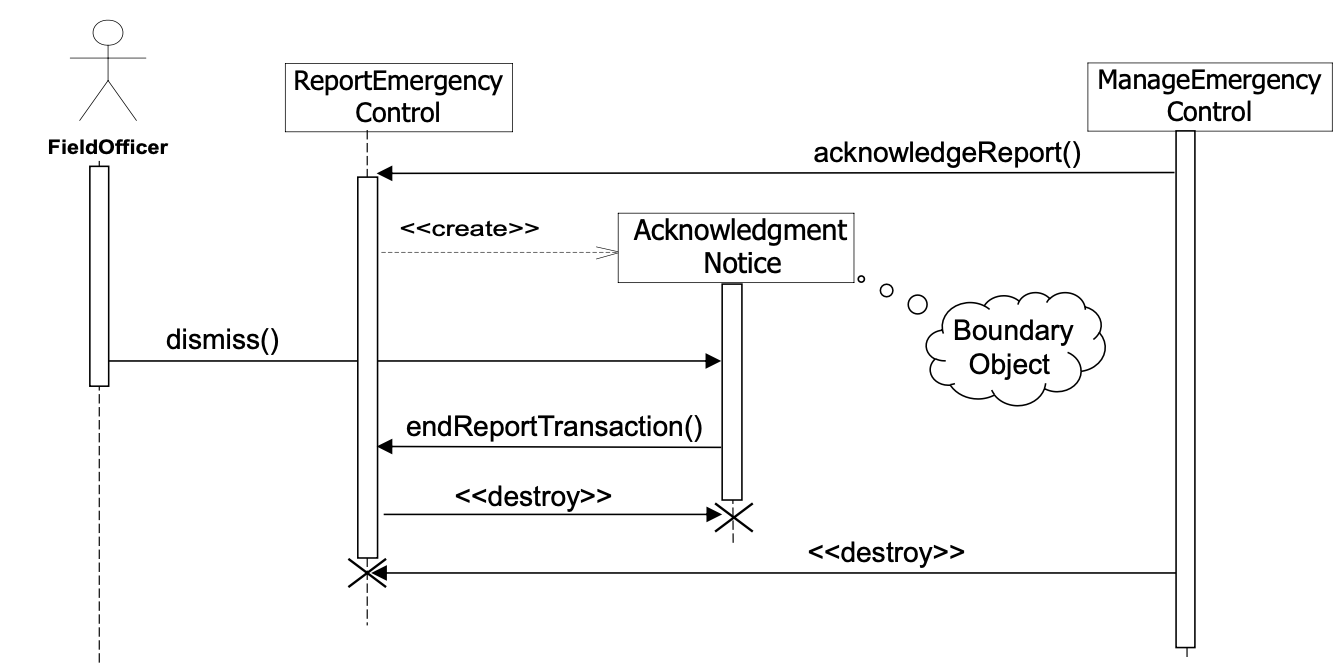 ReportEmergency
Control
ManageEmergency
Control
FieldOfficer
acknowledgeReport()
<<create>>
Acknowledgment
Notice
Boundary
Object
dismiss()
endReportTransaction()
<<destroy>>
<<destroy>>